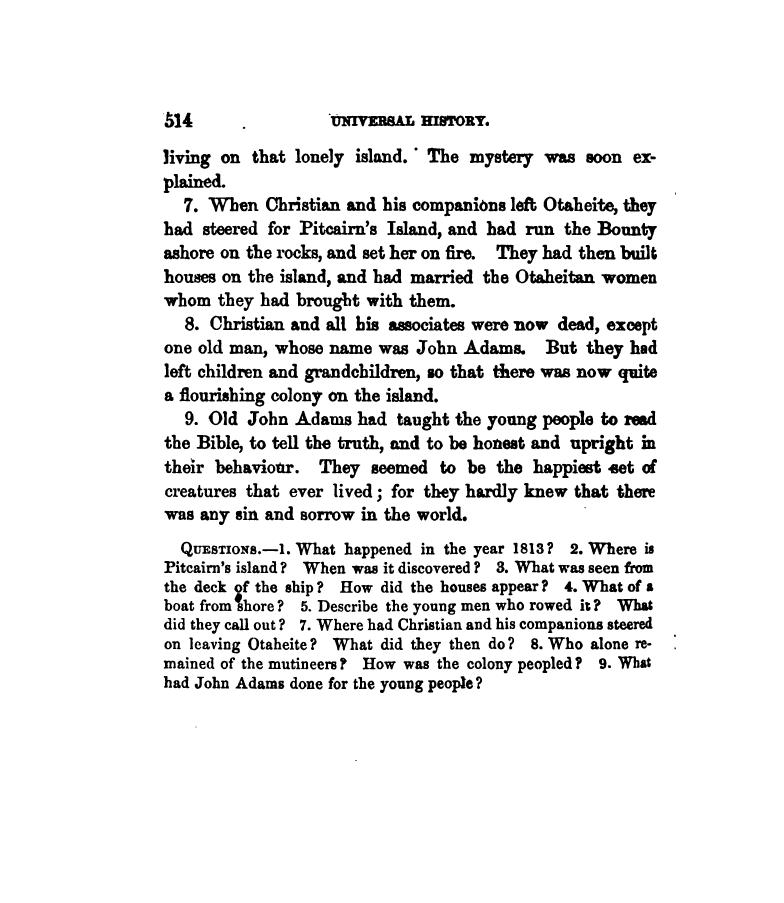 514 UNIVERSAL HISTORY.
living on that lonely island. The mystery was soon ex-
plained.
7. When Christian and his companions left Otaheite, they
had steered for Pitcairn's Island, and had run the Bounty
ashore on the rocks, and set her on fire. They had then built
houses on the island, and had married the Otaheitan women
whom they had brought with them.
8. Christian and all his associates were now dead, except
one old man, whose name was John Adams. But they had
left children and grandchildren, so that there was now quite
a flourishing colony on the island.
9. Old John Adams had taught the young people to read
the Bible, to tell the truth, and to be honest and upright in
their behaviour. They seemed to be the happiest set of
creatures that ever lived; for they hardly knew that there
was any sin and sorrow in the world.
QUESTIONS.—1. What happened in the year 1813? 2. Where is
Pitcairn's island? When was it discovered? 3. What was seen from
the deck of the ship? How did the houses appear? 4. What of a
boat from shore? 5. Describe the young men who rowed it? What
did they call out? 7. Where had Christian and his companions steered
on leaving Otaheite? What did they then do? 8. Who alone re-
mained of the mutineers? How was the colony peopled? 9. What
had John Adams done for the young people?